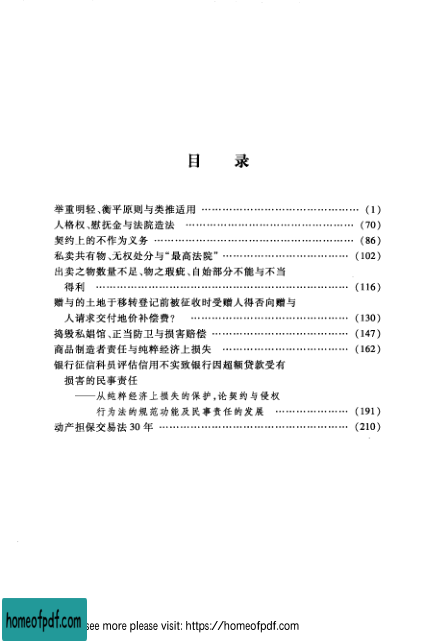 目 录
举重明轻、衡平原则与类推适用 …………………………………… (1)
人格权、慰抚金与法院造法 …………………………………… (70)
契约上的不作为义务 …………………………………………… (86)
私卖共有物、无权处分与“最高法院” ………………………… (102)
出卖之物数量不足、物之瑕疵、自始部分不能与不当
得利 …………………………………………………… (116)
赠与的土地于移转登记前被征收时受赠人得否向赠与
人请求交付地价补偿费? ……………………………… (130)
捣毁私娼馆、正当防卫与损害赔偿 …………………………… (147)
商品制造者责任与纯粹经济上损失 ………………………… (162)
银行征信科员评估信用不实致银行因超额贷款受有
损害的民事责任
——从纯粹经济上损失的保护,论契约与侵权
行为法的规范功能及民事责任的发展 ……………… (191)
动产担保交易法 30 年 ……………………………………… (210)
homeofpdf.com
see more please visit: https://homeofpdf.com